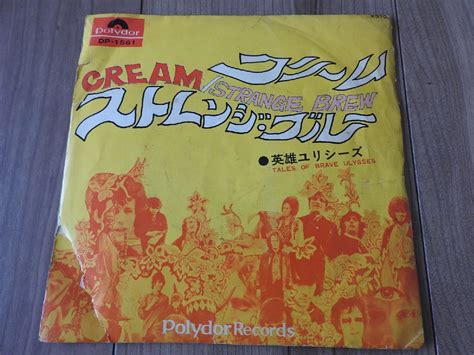 polydor
DP-1561
CREAM / クリーム
STRANGE BREW
ストレンジ・ブルー
●英雄ユリシーズ
TALES OF BRAVE ULYSSES
Polydor Records